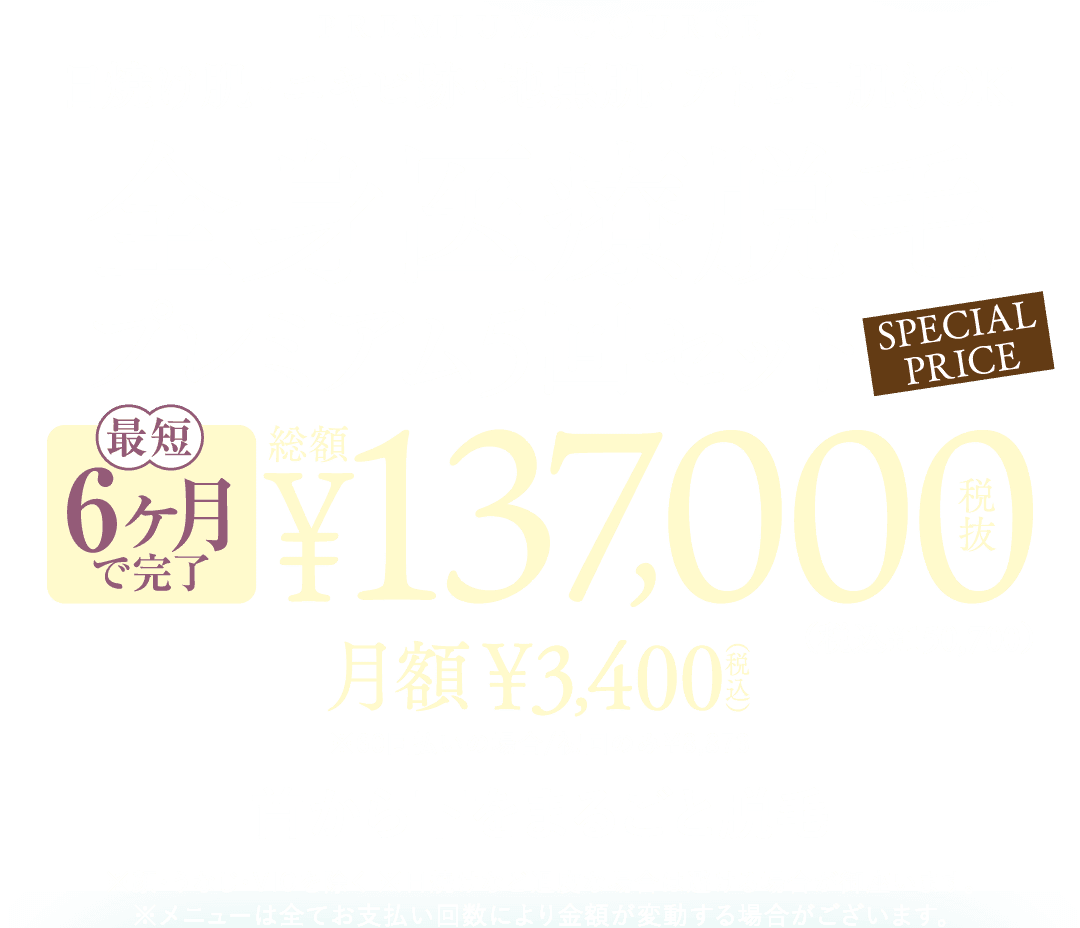 SPECIAL
PRICE
最短
6ヶ月
で完了
総額
¥137,000
税抜
月額 ¥3,400(税込)
※メニューは全てお支払い回数により金額が変動する場合がございます。